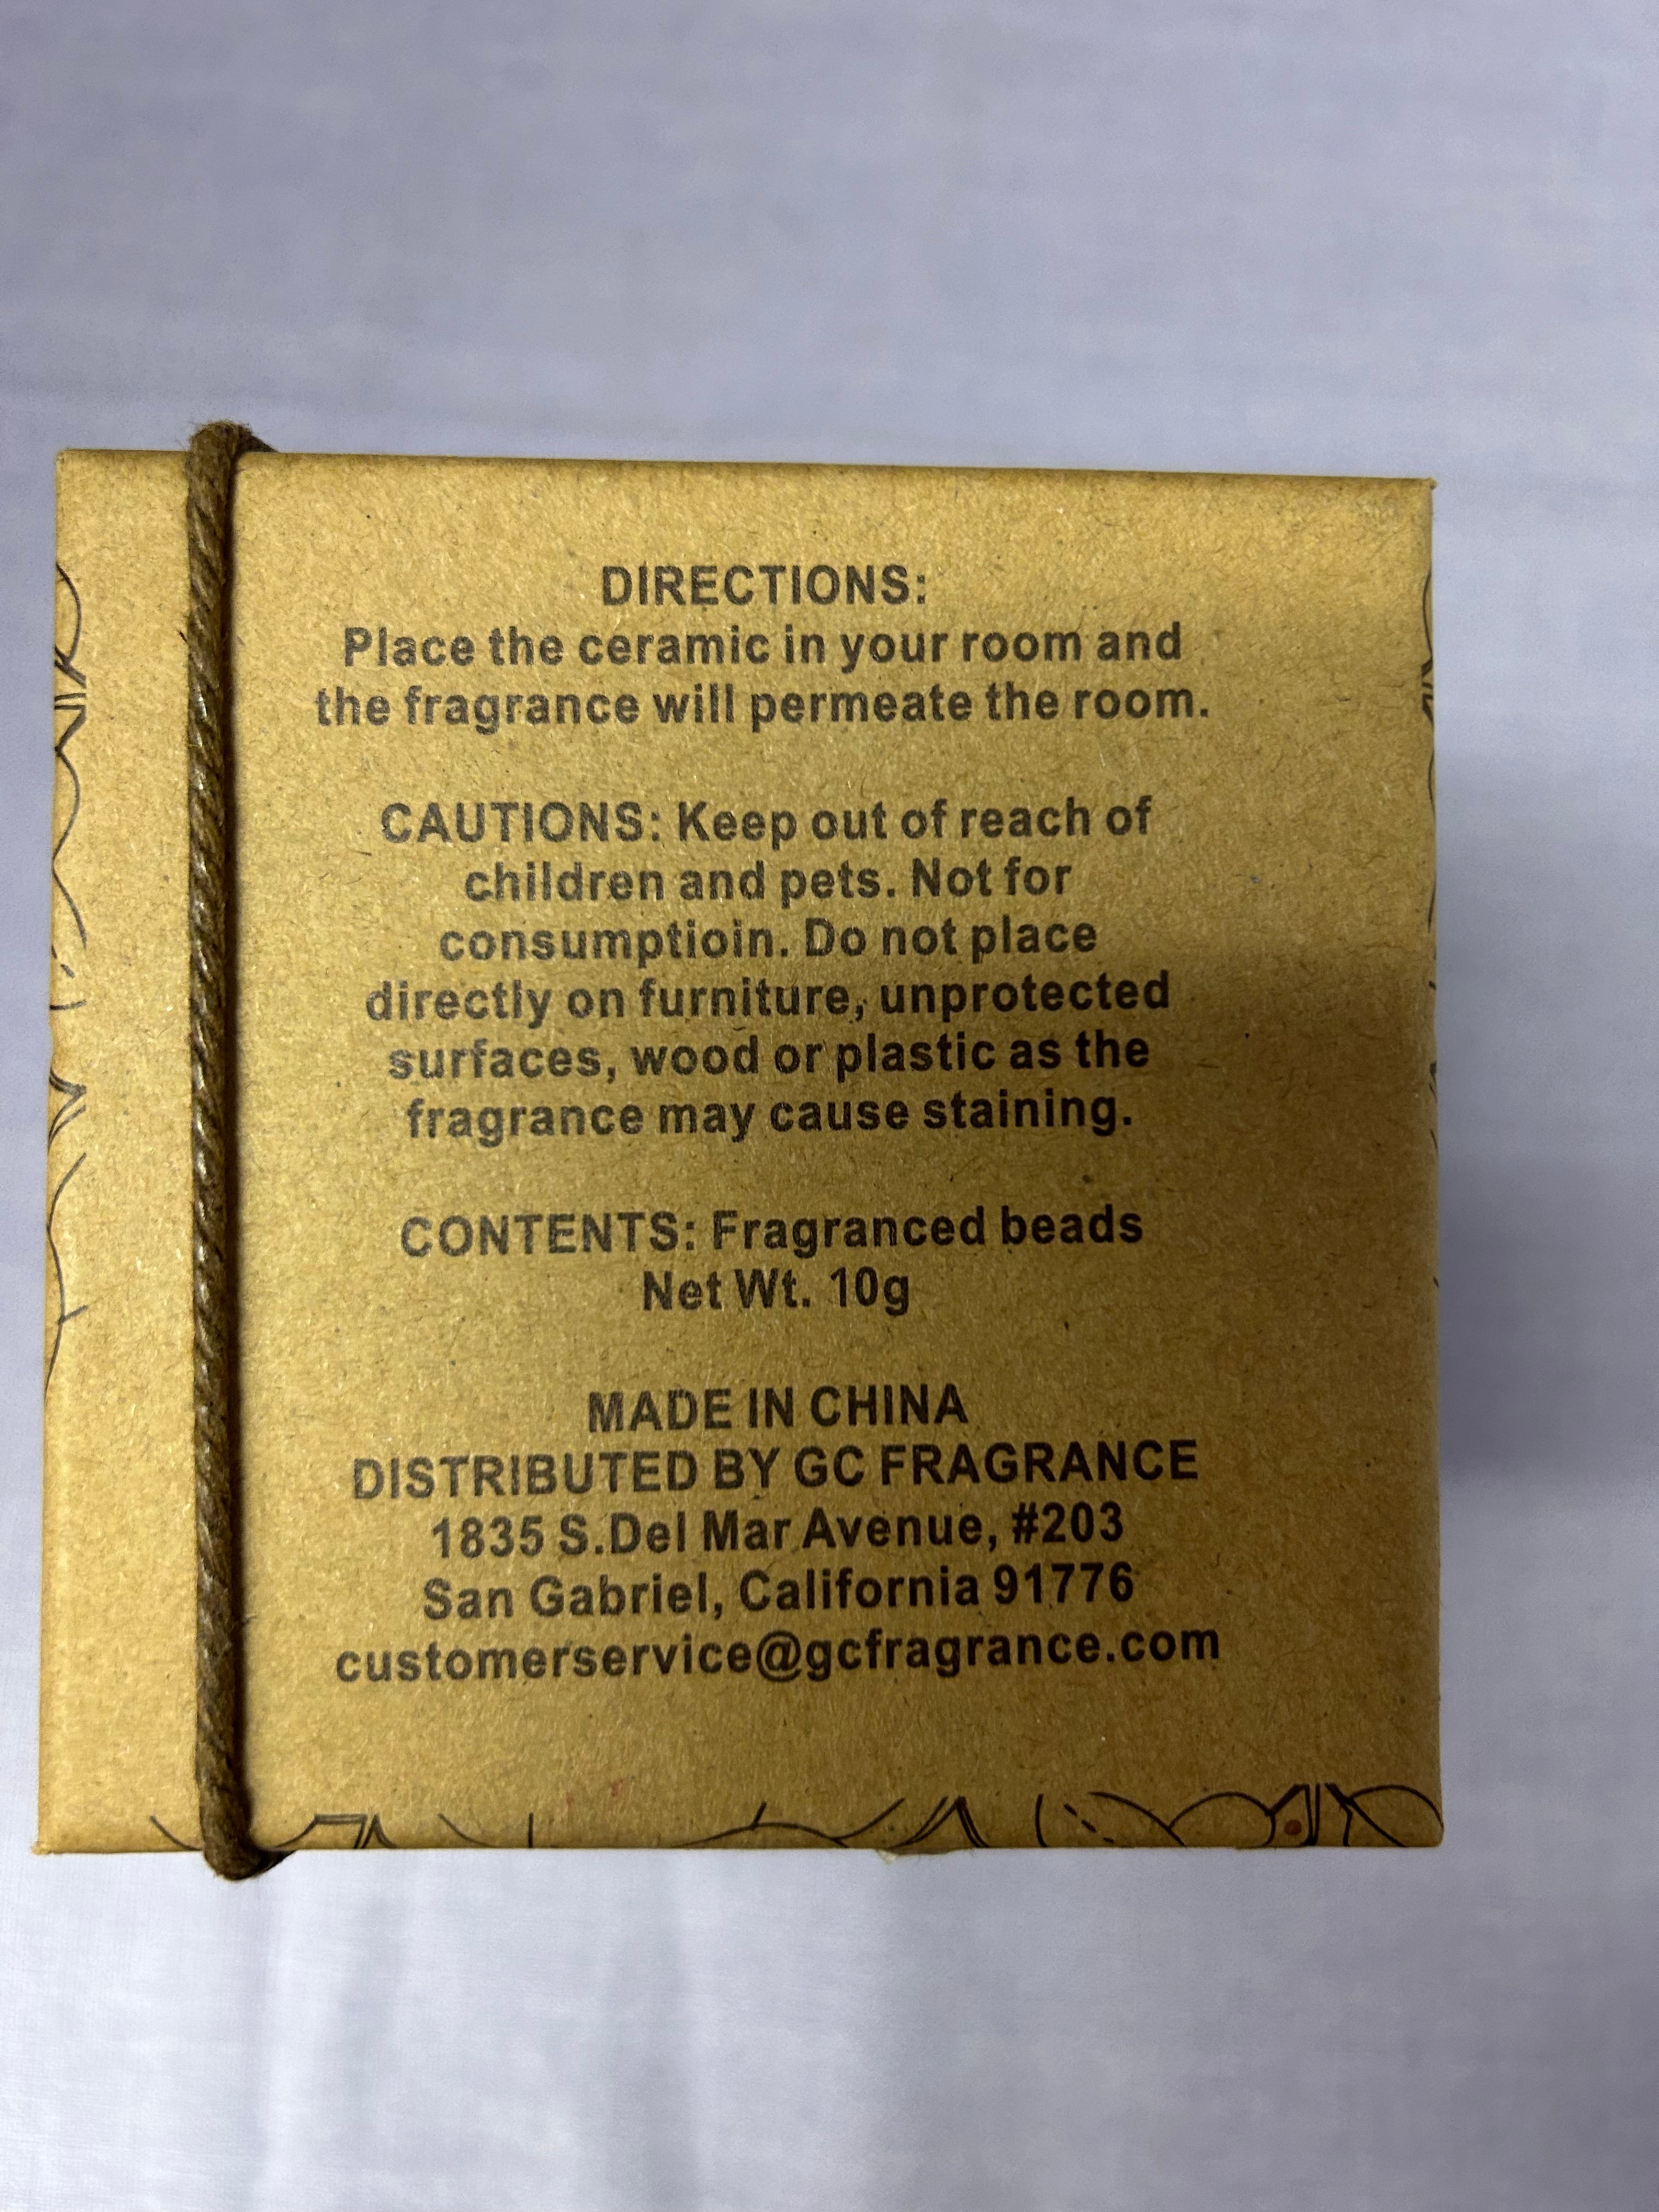 DIRECTIONS:
Place the ceramic in your room and
the fragrance will permeate the room.
CAUTIONS: Keep out of reach of
children and pets. Not for
consumptioin. Do not place
directly on furniture, unprotected
surfaces, wood or plastic as the
fragrance may cause staining.
CONTENTS: Fragranced beads
Net Wt. 10g
MADE IN CHINA
DISTRIBUTED BY GC FRAGRANCE
1835 S.Del Mar Avenue, #203
San Gabriel, California 91776
customerservice@gcfragrance.com